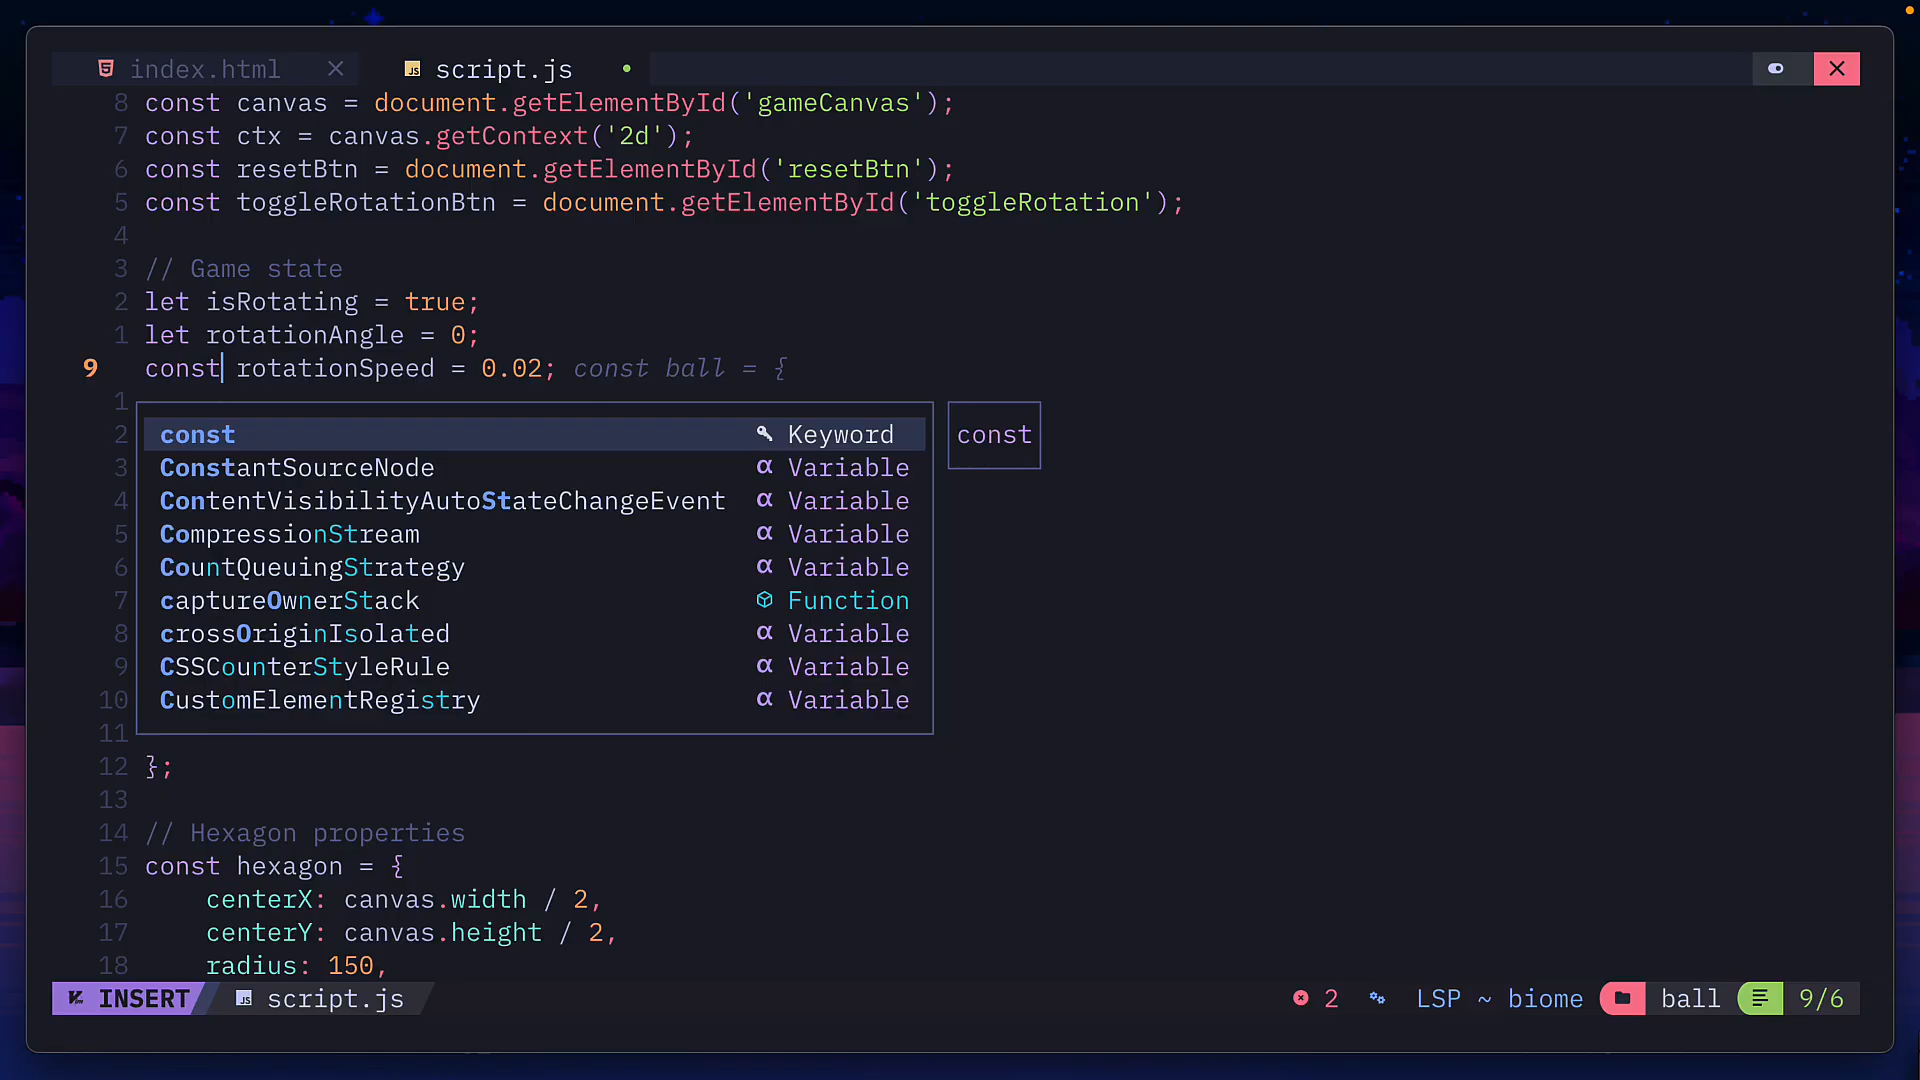 index.html
script.js
8 const canvas = document.getElementById('gameCanvas');
7 const ctx = canvas.getContext('2d');
6 const resetBtn = document.getElementById('resetBtn');
5 const toggleRotationBtn = document.getElementById('toggleRotation');
4
3 // Game state
2 let isRotating = true;
1 let rotationAngle = 0;
9 const rotationSpeed = 0.02; const ball = {
1
2 const Keyword const
3 ConstantSourceNode α Variable
4 ContentVisibilityAutoStateChangeEvent α Variable
5 CompressionStream α Variable
6 CountQueuingStrategy α Variable
7 captureOwnerStack Function
8 crossOriginIsolated α Variable
9 CSSCounterStyleRule α Variable
10 CustomElementRegistry α Variable
11
12 };
13
14 // Hexagon properties
15 const hexagon = {
16 centerX: canvas.width / 2,
17 centerY: canvas.height / 2,
18 radius: 150,
INSERT JS script.js 2 LSP ~ biome ball 9/6